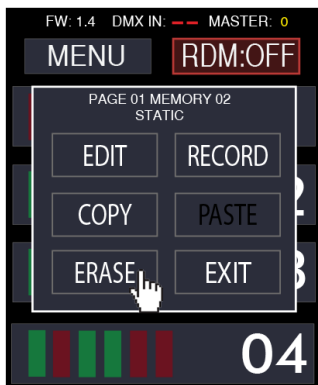 FW: 1.4 DMX IN: -- MASTER: 0
MENU RDM:OFF
PAGE 01 MEMORY 02
STATIC
EDIT RECORD
COPY PASTE
ERASE EXIT
04